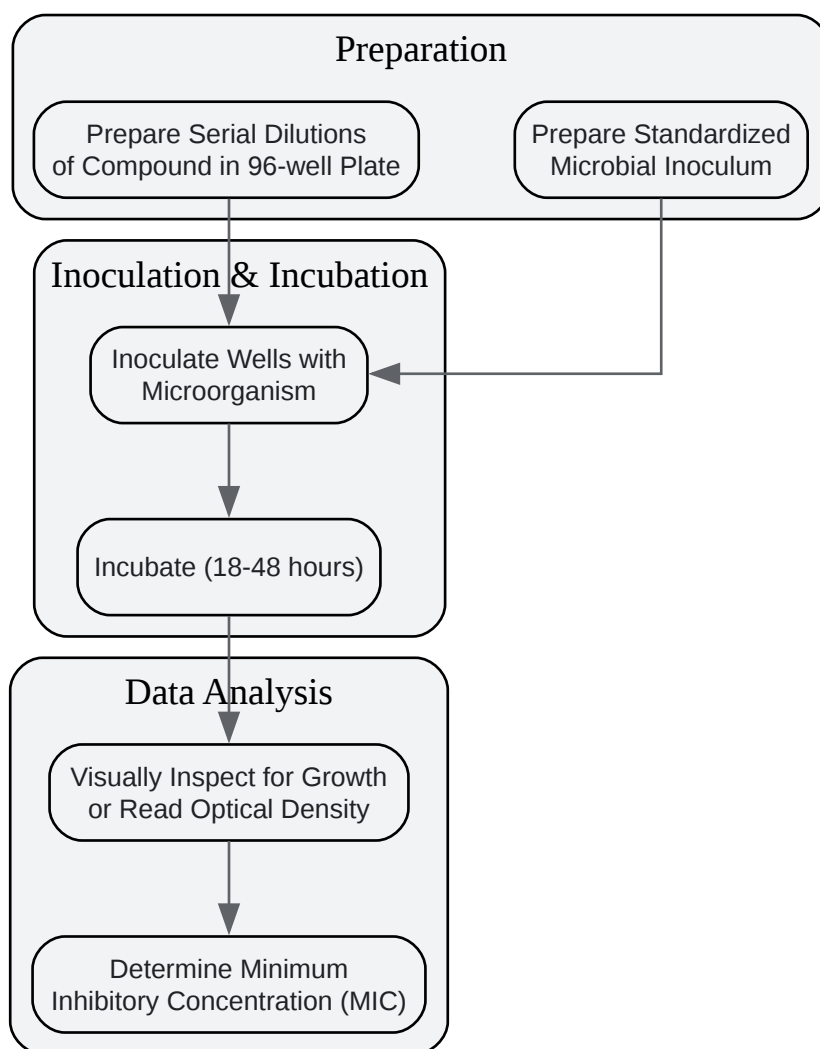 Preparation
Prepare Serial Dilutions
of Compound in 96-well Plate
Prepare Standardized
Microbial Inoculum
Inoculation & Incubation
Inoculate Wells with
Microorganism
Incubate (18-48 hours)
Data Analysis
Visually Inspect for Growth
or Read Optical Density
Determine Minimum
Inhibitory Concentration (MIC)